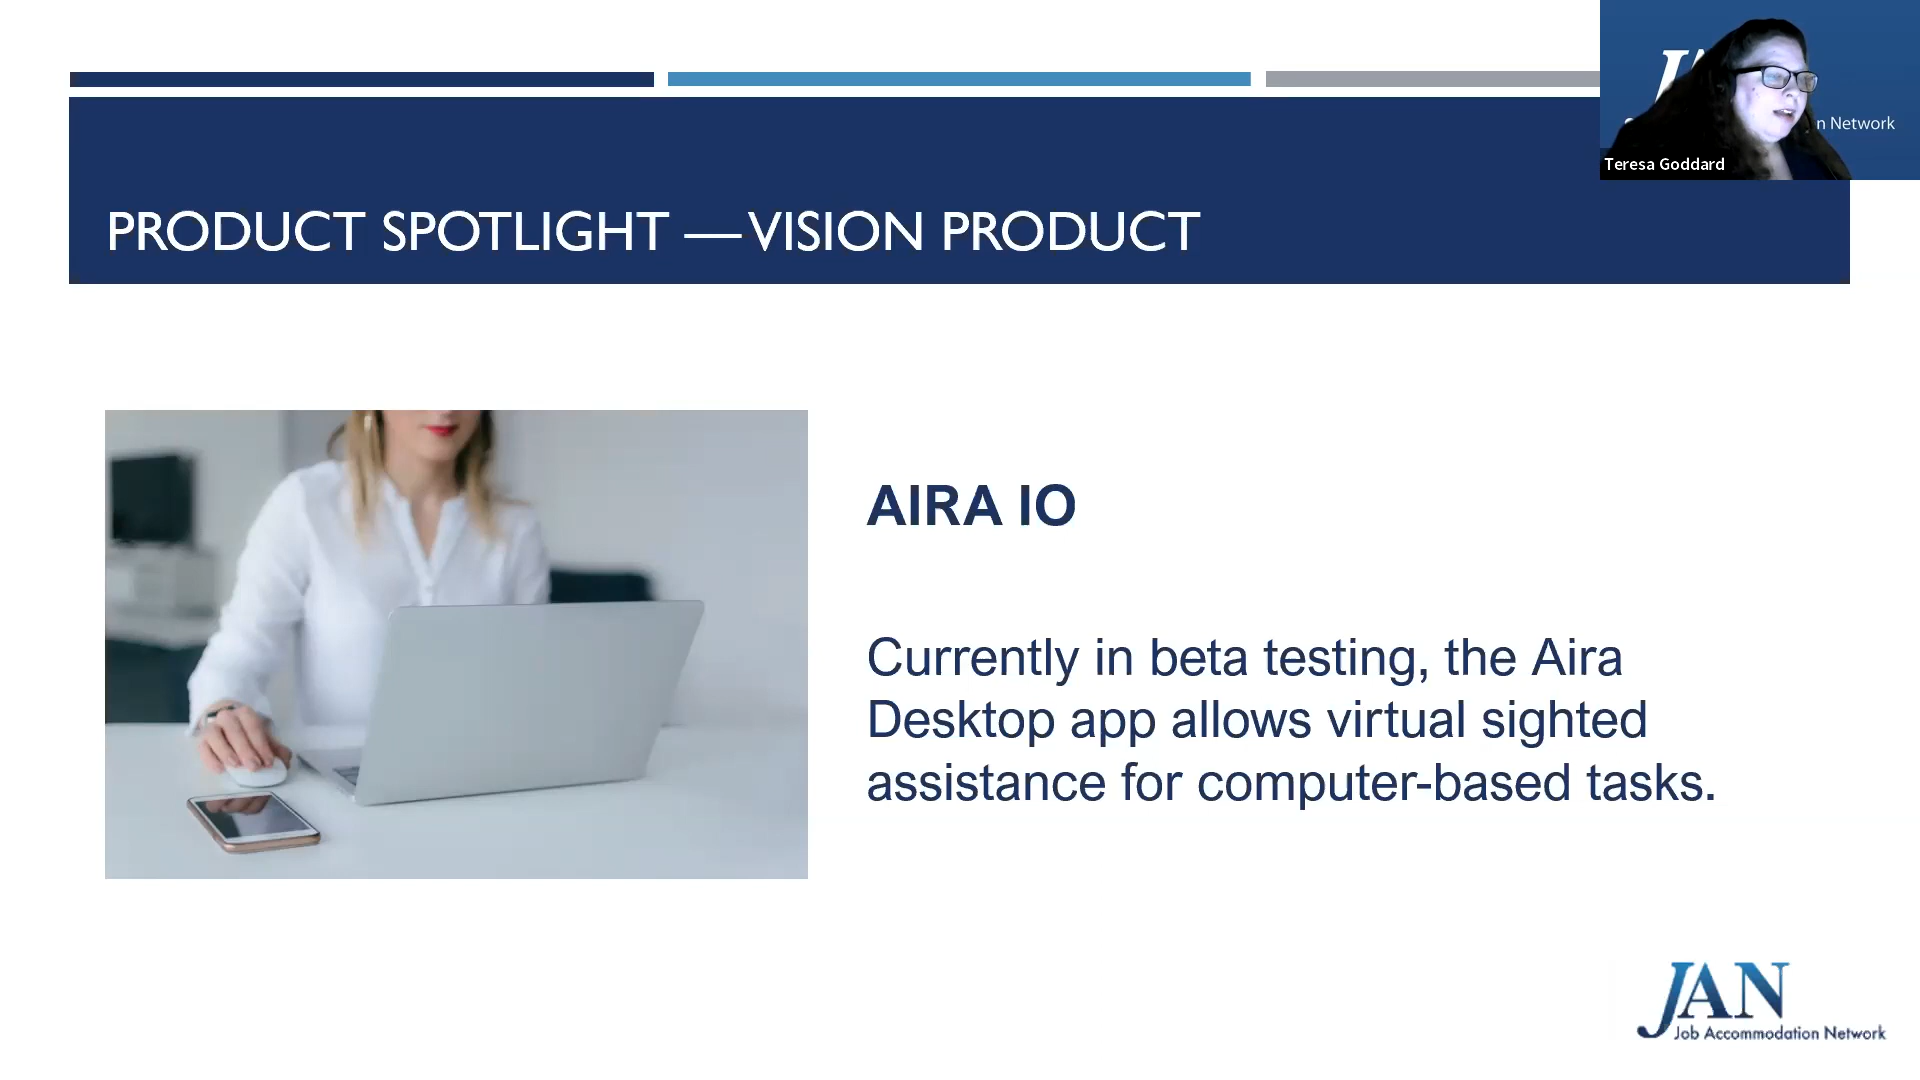 n Network
Teresa Goddard
PRODUCT SPOTLIGHT — VISION PRODUCT
AIRA IO
Currently in beta testing, the Aira
Desktop app allows virtual sighted
assistance for computer-based tasks.
JAN
Job Accommodation Network